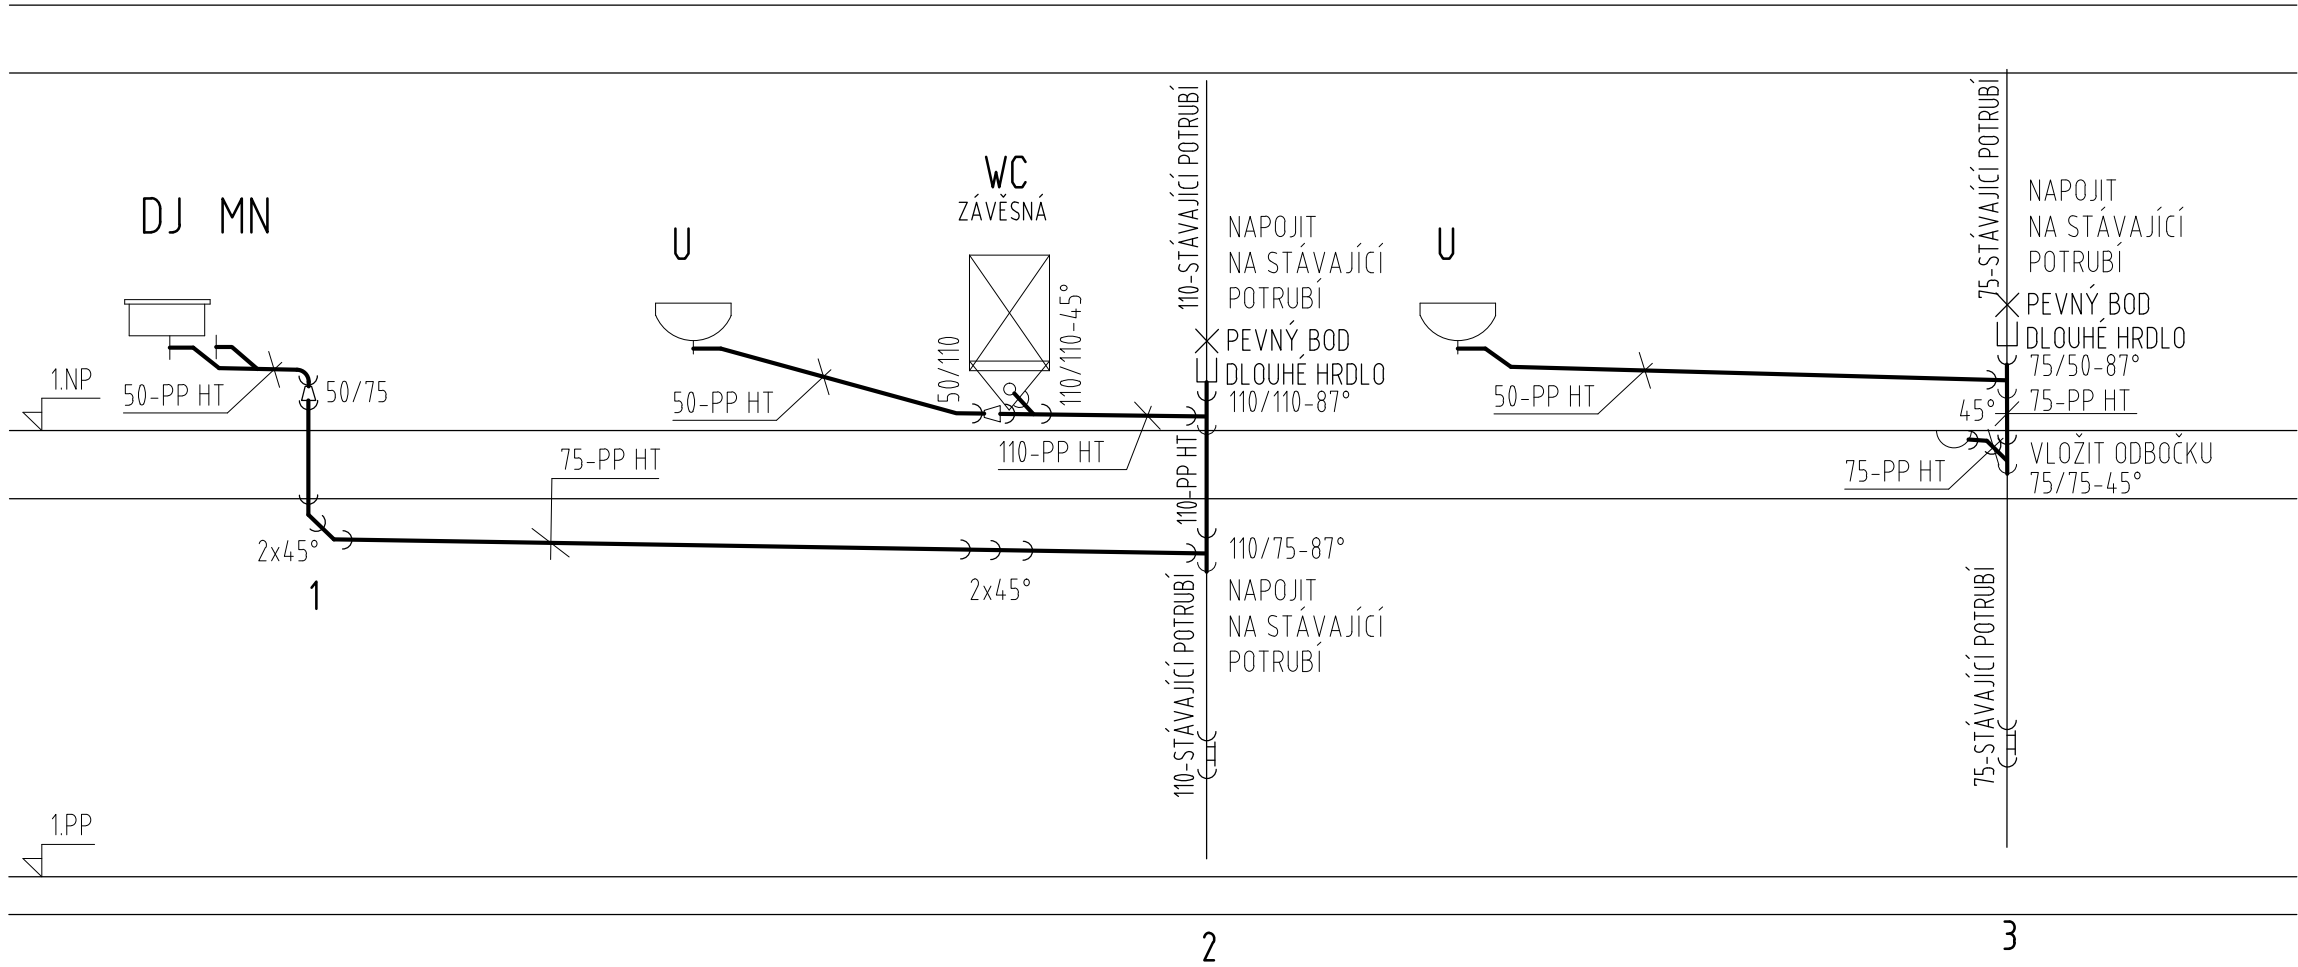 DJ MN
50-PP HT
50/75
1.NP
75-PP HT
2x45°
1
U
50-PP HT
WC
ZÁVĚSNÁ
50/110
110/110-45°
110-PP HT
2x45°
110-STÁVAJÍCÍ POTRUBÍ
NAPOJIT
NA STÁVAJÍCÍ
POTRUBÍ
PEVNÝ BOD
DLOUHÉ HRDLO
110/110-87°
110-PP HT
110/75-87°
NAPOJIT
NA STÁVAJÍCÍ
POTRUBÍ
110-STÁVAJÍCÍ POTRUBÍ
U
50-PP HT
75-STÁVAJÍCÍ POTRUBÍ
NAPOJIT
NA STÁVAJÍCÍ
POTRUBÍ
PEVNÝ BOD
DLOUHÉ HRDLO
75/50-87°
45°
75-PP HT
75-PP HT
VLOŽIT ODBOČKU
75/75-45°
75-STÁVAJÍCÍ POTRUBÍ
1.PP
2
3